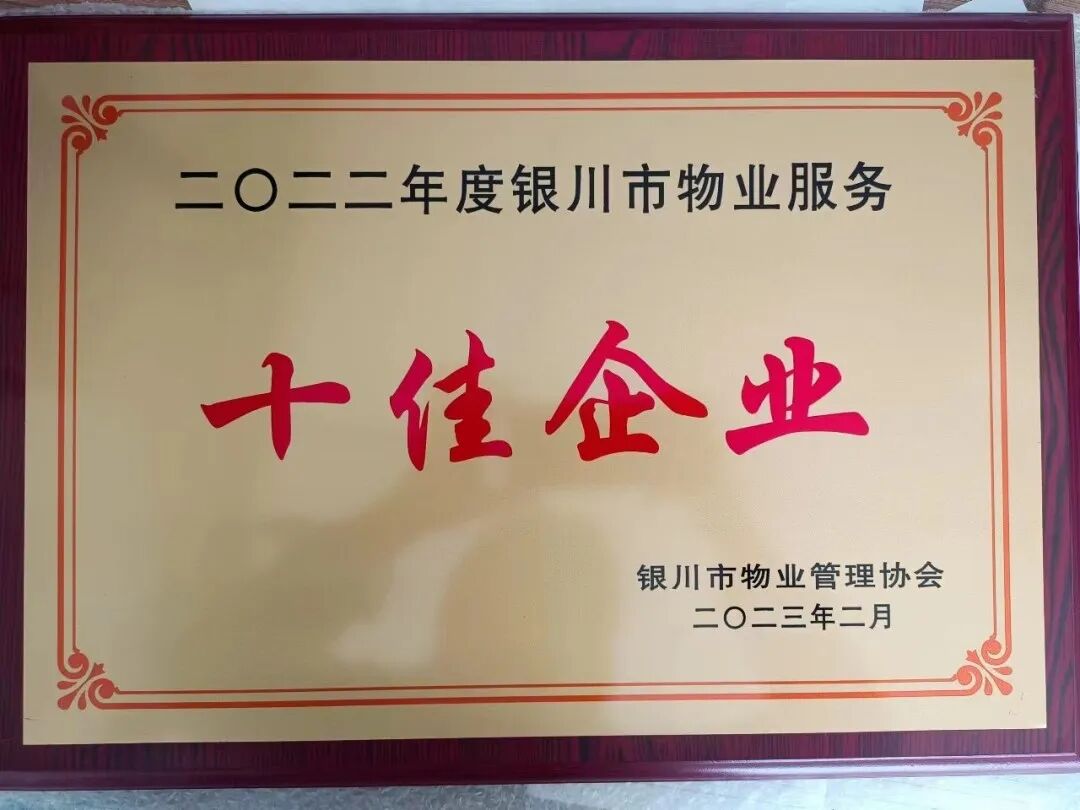 二〇二二年度银川市物业服务
十佳企业
银川市物业管理协会
二〇二三年二月